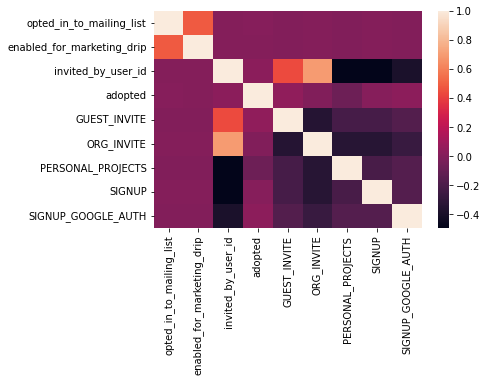 opted_in_to_mailing_list
enabled_for_marketing_drip
invited_by_user_id
adopted
GUEST_INVITE
ORG_INVITE
PERSONAL_PROJECTS
SIGNUP
SIGNUP_GOOGLE_AUTH
opted_in_to_mailing_list
enabled_for_marketing_drip
invited_by_user_id
adopted
GUEST_INVITE
ORG_INVITE
PERSONAL_PROJECTS
SIGNUP
SIGNUP_GOOGLE_AUTH
1.0
0.8
0.6
0.4
0.2
0.0
−0.2
−0.4